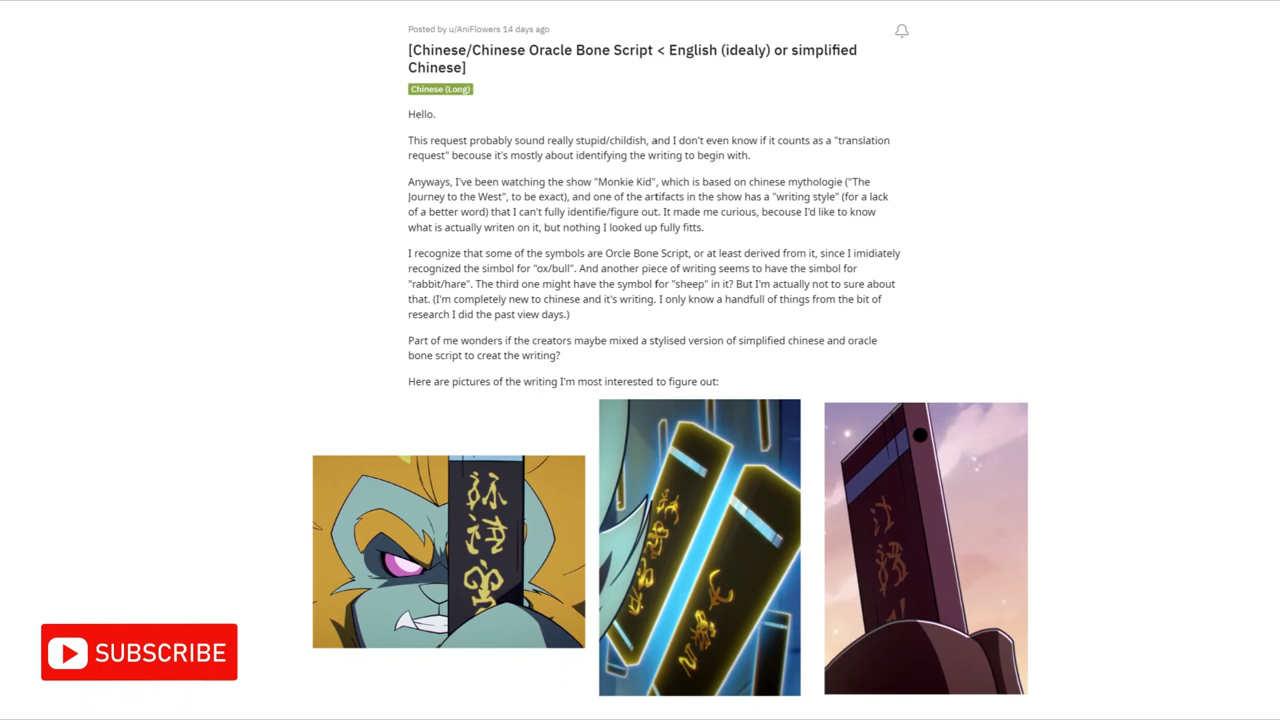 Posted by u/AniFlowers 14 days ago
[Chinese/Chinese Oracle Bone Script < English (idealy) or simplified
Chinese]
Chinese (Long)
Hello.
This request probably sound really stupid/childish, and I don't even know if it counts as a "translation
request" becouse it's mostly about identifying the writing to begin with.
Anyways, I've been watching the show "Monkie Kid", which is based on chinese mythologie ("The
Journey to the West", to be exact), and one of the artifacts in the show has a "writing style" (for a lack
of a better word) that I can't fully identifie/figure out. It made me curious, becouse I'd like to know
what is actually writen on it, but nothing I looked up fully fitts.
I recognize that some of the symbols are Orcle Bone Script, or at least derived from it, since I imidiately
recognized the simbol for "ox/bull". And another piece of writing seems to have the simbol for
"rabbit/hare". The third one might have the symbol for "sheep" in it? But I'm actually not to sure about
that. (I'm completely new to chinese and it's writing. I only know a handfull of things from the bit of
research I did the past view days.)
Part of me wonders if the creators maybe mixed a stylised version of simplified chinese and oracle
bone script to creat the writing?
Here are pictures of the writing I'm most interested to figure out:
SUBSCRIBE